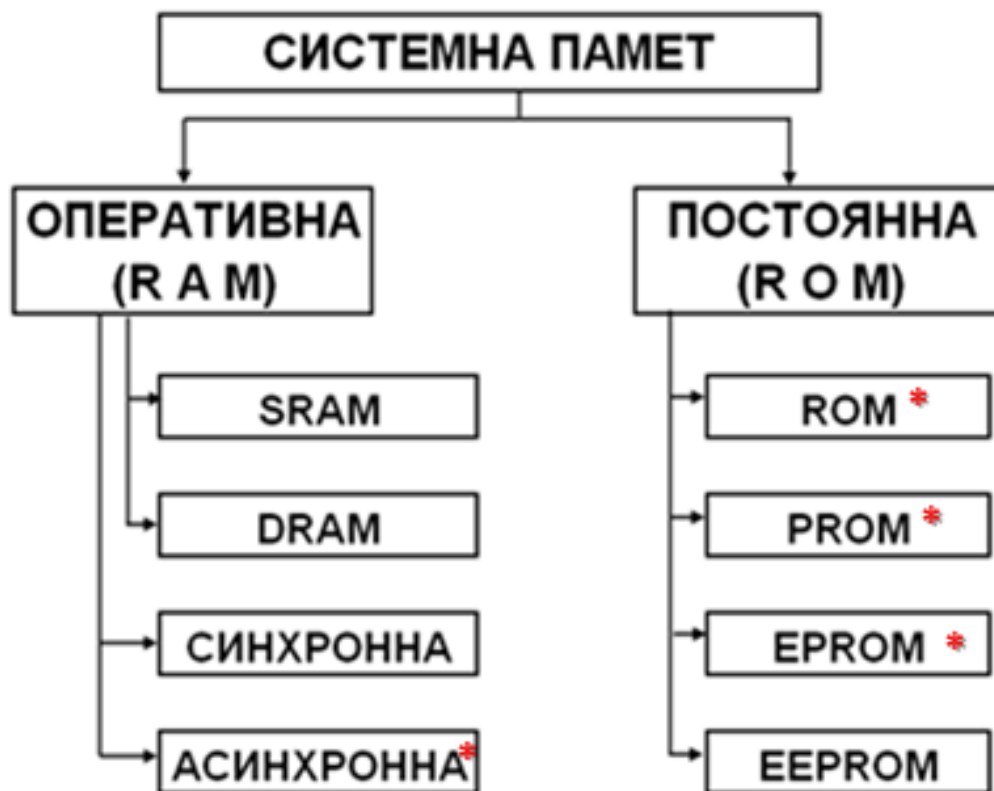 СИСТЕМНА ПАМЕТ
ОПЕРАТИВНА
(R A M)
SRAM
DRAM
СИНХРОННА
АСИНХРОННА*
ПОСТОЯННА
(R O M)
ROM *
PROM *
EPROM *
EEPROM